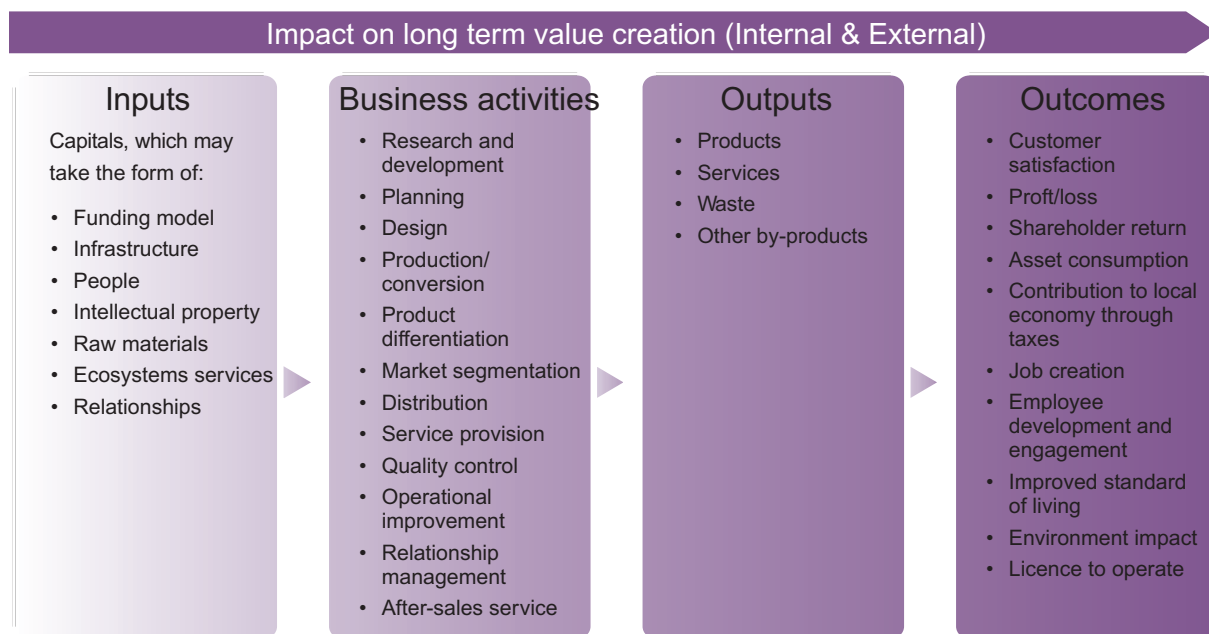 Impact on long term value creation (Internal & External)
Inputs
Capitals, which may
take the form of:
• Funding model
• Infrastructure
• People
• Intellectual property
• Raw materials
• Ecosystems services
• Relationships
Business activities
• Research and
development
• Planning
• Design
• Production/
conversion
• Product
differentiation
• Market segmentation
• Distribution
• Service provision
• Quality control
• Operational
improvement
• Relationship
management
• After-sales service
Outputs
• Products
• Services
• Waste
• Other by-products
Outcomes
• Customer
satisfaction
• Proft/loss
• Shareholder return
• Asset consumption
• Contribution to local
economy through
taxes
• Job creation
• Employee
development and
engagement
• Improved standard
of living
• Environment impact
• Licence to operate